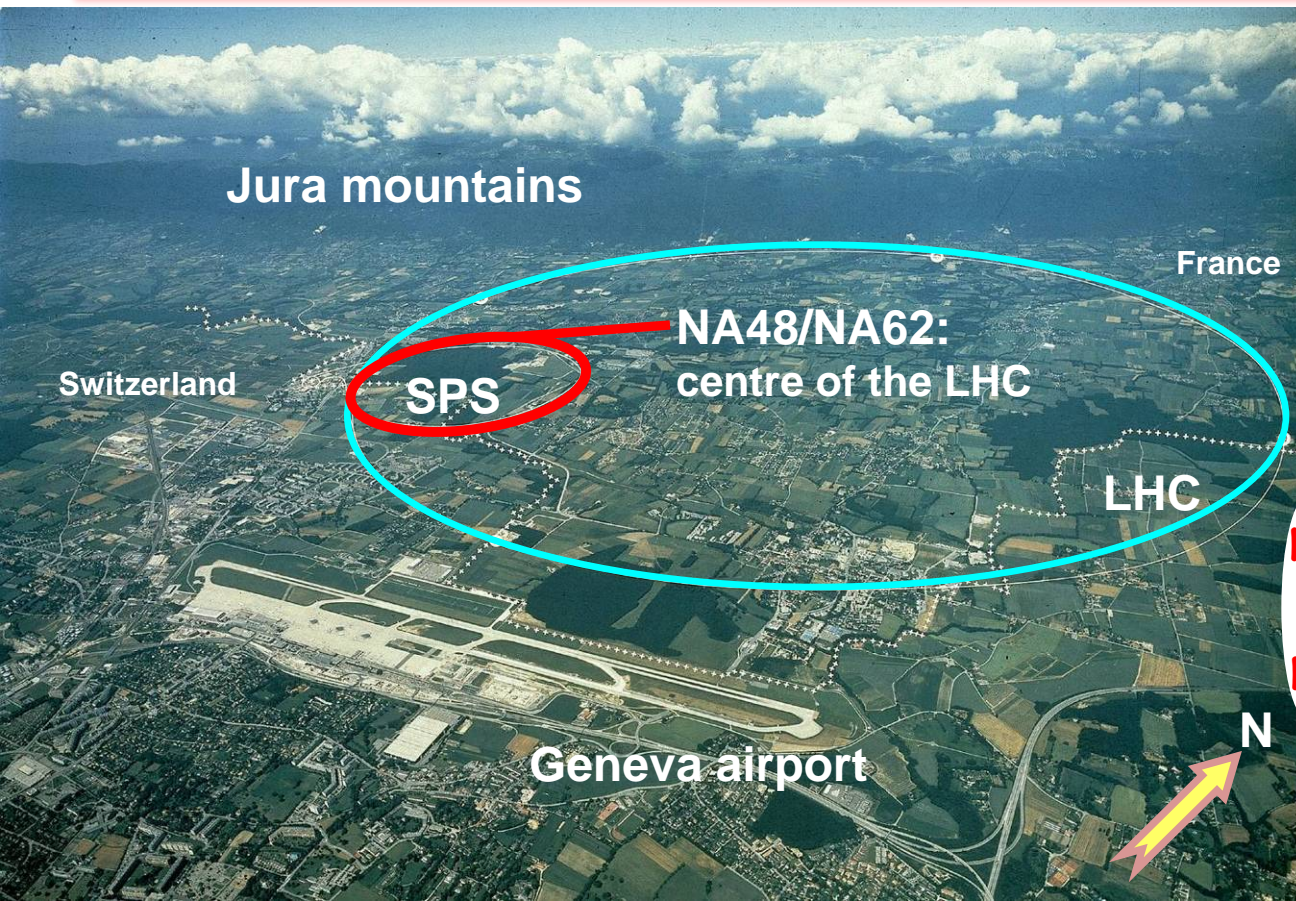 Jura mountains
France
NA48/NA62:
centre of the LHC
Switzerland
SPS
LHC
N
Geneva airport